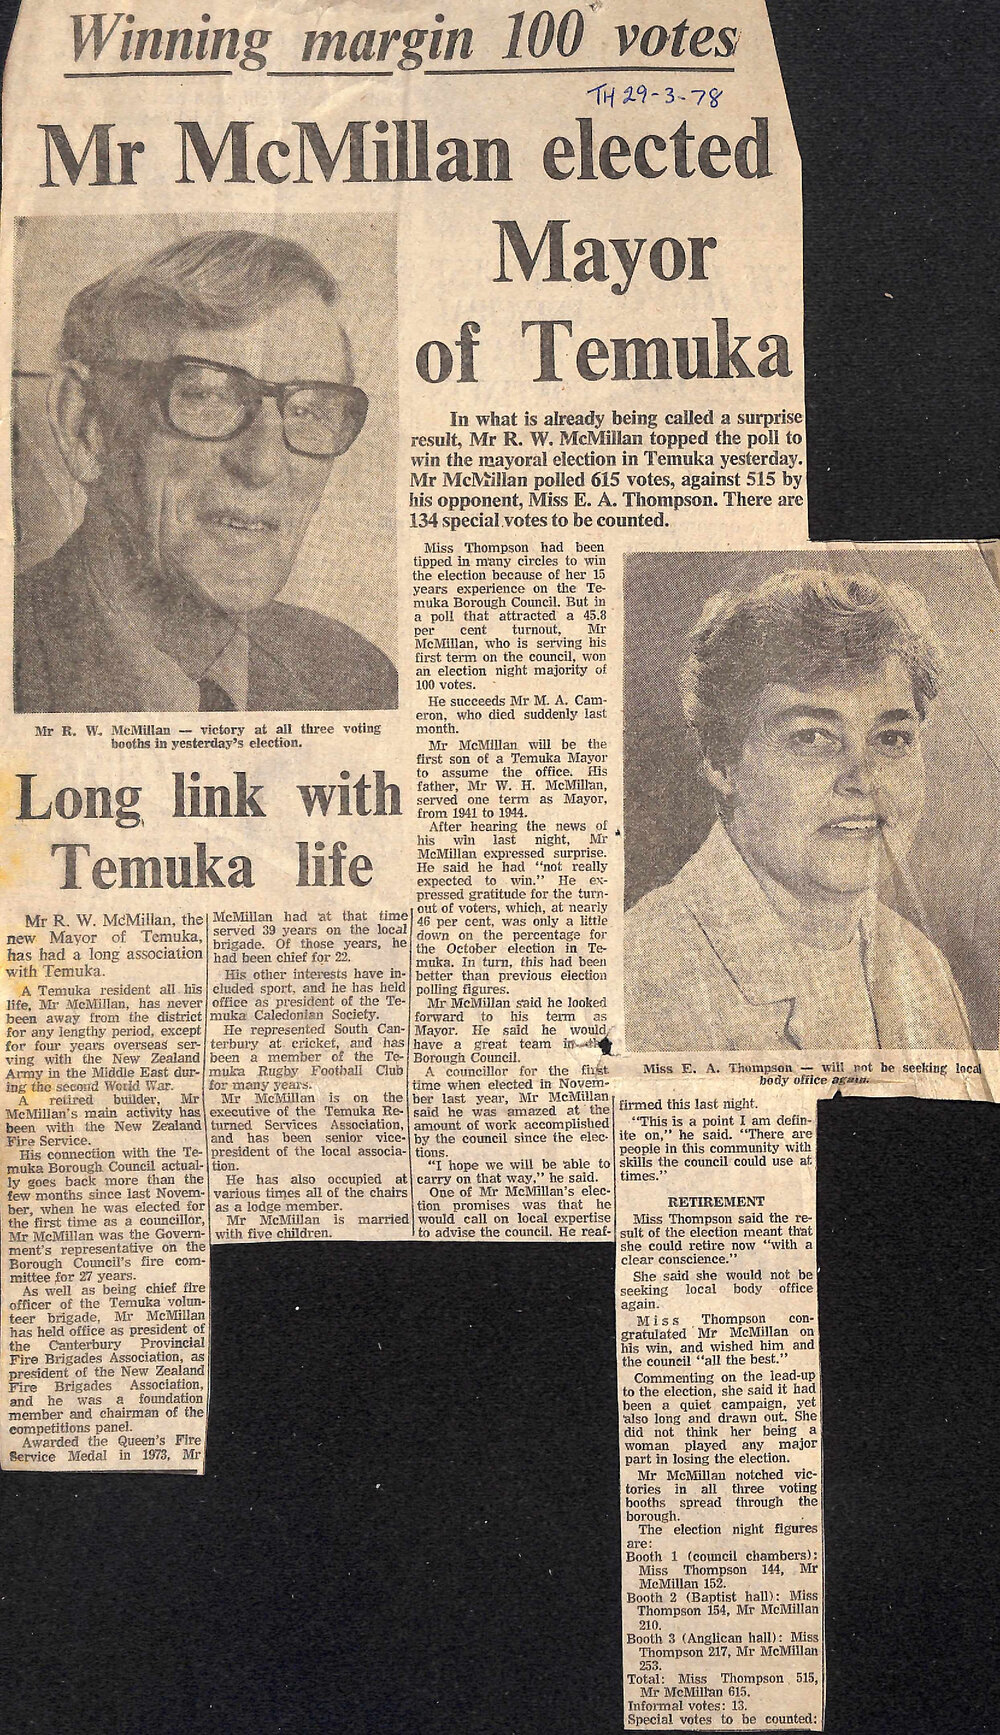 Winning margin 100 votes
TH 29-3-78
Mr McMillan elected
Mayor
of Temuka
In what is already being called a surprise
result, Mr R. W. McMillan topped the poll to
win the mayoral election in Temuka yesterday.
Mr McMillan polled 615 votes, against 515 by
his opponent, Miss E. A. Thompson. There are
134 special votes to be counted.
Miss Thompson had been
tipped in many circles to win
the election because of her 15
years experience on the Te-
muka Borough Council. But in
a poll that attracted a 45.8
per cent turnout, Mr
McMillan, who is serving his
first term on the council, won
an election night majority of
100 votes.
He succeeds Mr M. A. Cam-
eron, who died suddenly last
month.
Mr McMillan will be the
first son of a Temuka Mayor
to assume the office. His
father, Mr W. H. McMillan,
served one term as Mayor,
from 1941 to 1944.
After hearing the news of
his win last night, Mr
McMillan expressed surprise.
He said he had "not really
expected to win." He ex-
pressed gratitude for the turn-
out of voters, which, at nearly
46 per cent, was only a little
down on the percentage for
the October election in Te-
muka. In turn, this had been
better than previous election
polling figures.
Mr McMillan said he looked
forward to his term as
Mayor. He said he would
have a great team in the
Borough Council.
A councillor for the first
time when elected in Novem-
ber last year, Mr McMillan
said he was amazed at the
amount of work accomplished
by the council since the elec-
tions.
"I hope we will be able to
carry on that way," he said.
One of Mr McMillan's elec-
tion promises was that he
would call on local expertise
to advise the council. He reaf-
firmed this last night.
"This is a point I am defin-
ite on," he said. "There are
people in this community with
skills the council could use at
times."
RETIREMENT
Miss Thompson said the re-
sult of the election meant that
she could retire now "with a
clear conscience."
She said she would not be
seeking local body office
again.
Miss Thompson con-
gratulated Mr McMillan on
his win, and wished him and
the council "all the best."
Commenting on the lead-up
to the election, she said it had
been a quiet campaign, yet
also long and drawn out. She
did not think her being a
woman played any major
part in losing the election.
Mr McMillan notched vic-
tories in all three voting
booths spread through the
borough.
The election night figures
are:
Booth 1 (council chambers):
Miss Thompson 144, Mr
McMillan 152.
Booth 2 (Baptist hall): Miss
Thompson 154, Mr McMillan
210.
Booth 3 (Anglican hall): Miss
Thompson 217, Mr McMillan
253.
Total: Miss Thompson 515,
Mr McMillan 615.
Informal votes: 13.
Special votes to be counted:
Mr R. W. McMillan — victory at all three voting
booths in yesterday's election.
Miss E. A. Thompson — will not be seeking local
body office again.
Long link with
Temuka life
Mr R. W. McMillan, the
new Mayor of Temuka,
has had a long association
with Temuka.
A Temuka resident all his
life, Mr McMillan, has never
been away from the district
for any lengthy period, except
for four years overseas ser-
ving with the New Zealand
Army in the Middle East dur-
ing the second World War.
A retired builder, Mr
McMillan's main activity has
been with the New Zealand
Fire Service.
His connection with the Te-
muka Borough Council actual-
ly goes back more than the
few months since last Novem-
ber, when he was elected for
the first time as a councillor,
Mr McMillan was the Govern-
ment's representative on the
Borough Council's fire com-
mittee for 27 years.
As well as being chief fire
officer of the Temuka volun-
teer brigade, Mr McMillan
has held office as president of
the Canterbury Provincial
Fire Brigades Association, as
president of the New Zealand
Fire Brigades Association,
and he was a foundation
member and chairman of the
competitions panel.
Awarded the Queen's Fire
Service Medal in 1973, Mr
McMillan had at that time
served 39 years on the local
brigade. Of those years, he
had been chief for 22.
His other interests have in-
cluded sport, and he has held
office as president of the Te-
muka Caledonian Society.
He represented South Can-
terbury at cricket, and has
been a member of the Te-
muka Rugby Football Club
for many years.
Mr McMillan is on the
executive of the Temuka Re-
turned Services Association,
and has been senior vice-
president of the local associa-
tion.
He has also occupied at
various times all of the chairs
as a lodge member.
Mr McMillan is married
with five children.